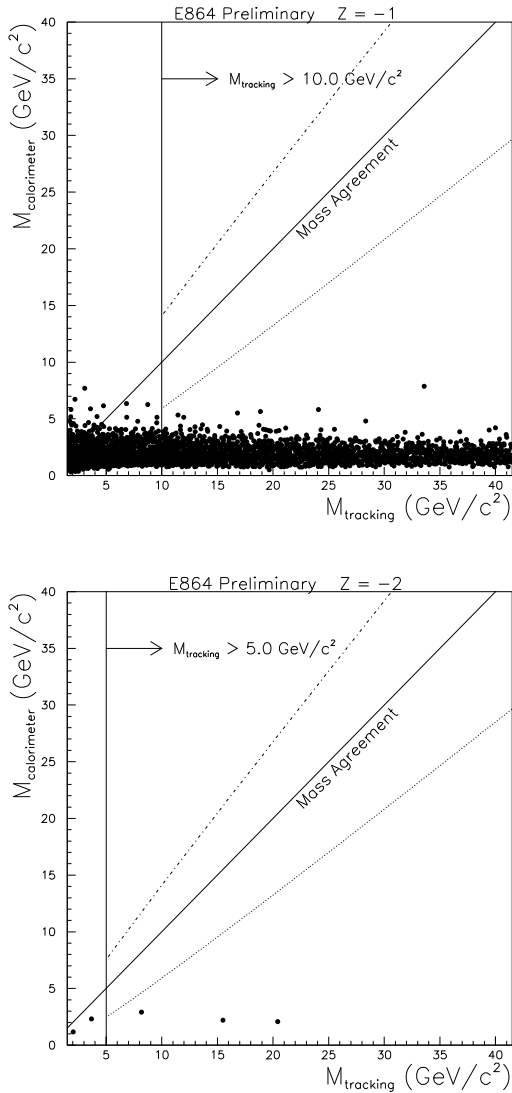 E864 Preliminary Z = −1
M_calorimeter (GeV/c²)
40
35
30
25
20
15
10
5
0
M_tracking > 10.0 GeV/c²
Mass Agreement
5 10 15 20 25 30 35 40
M_tracking (GeV/c²)
E864 Preliminary Z = −2
M_calorimeter (GeV/c²)
40
35
30
25
20
15
10
5
0
M_tracking > 5.0 GeV/c²
Mass Agreement
5 10 15 20 25 30 35 40
M_tracking (GeV/c²)